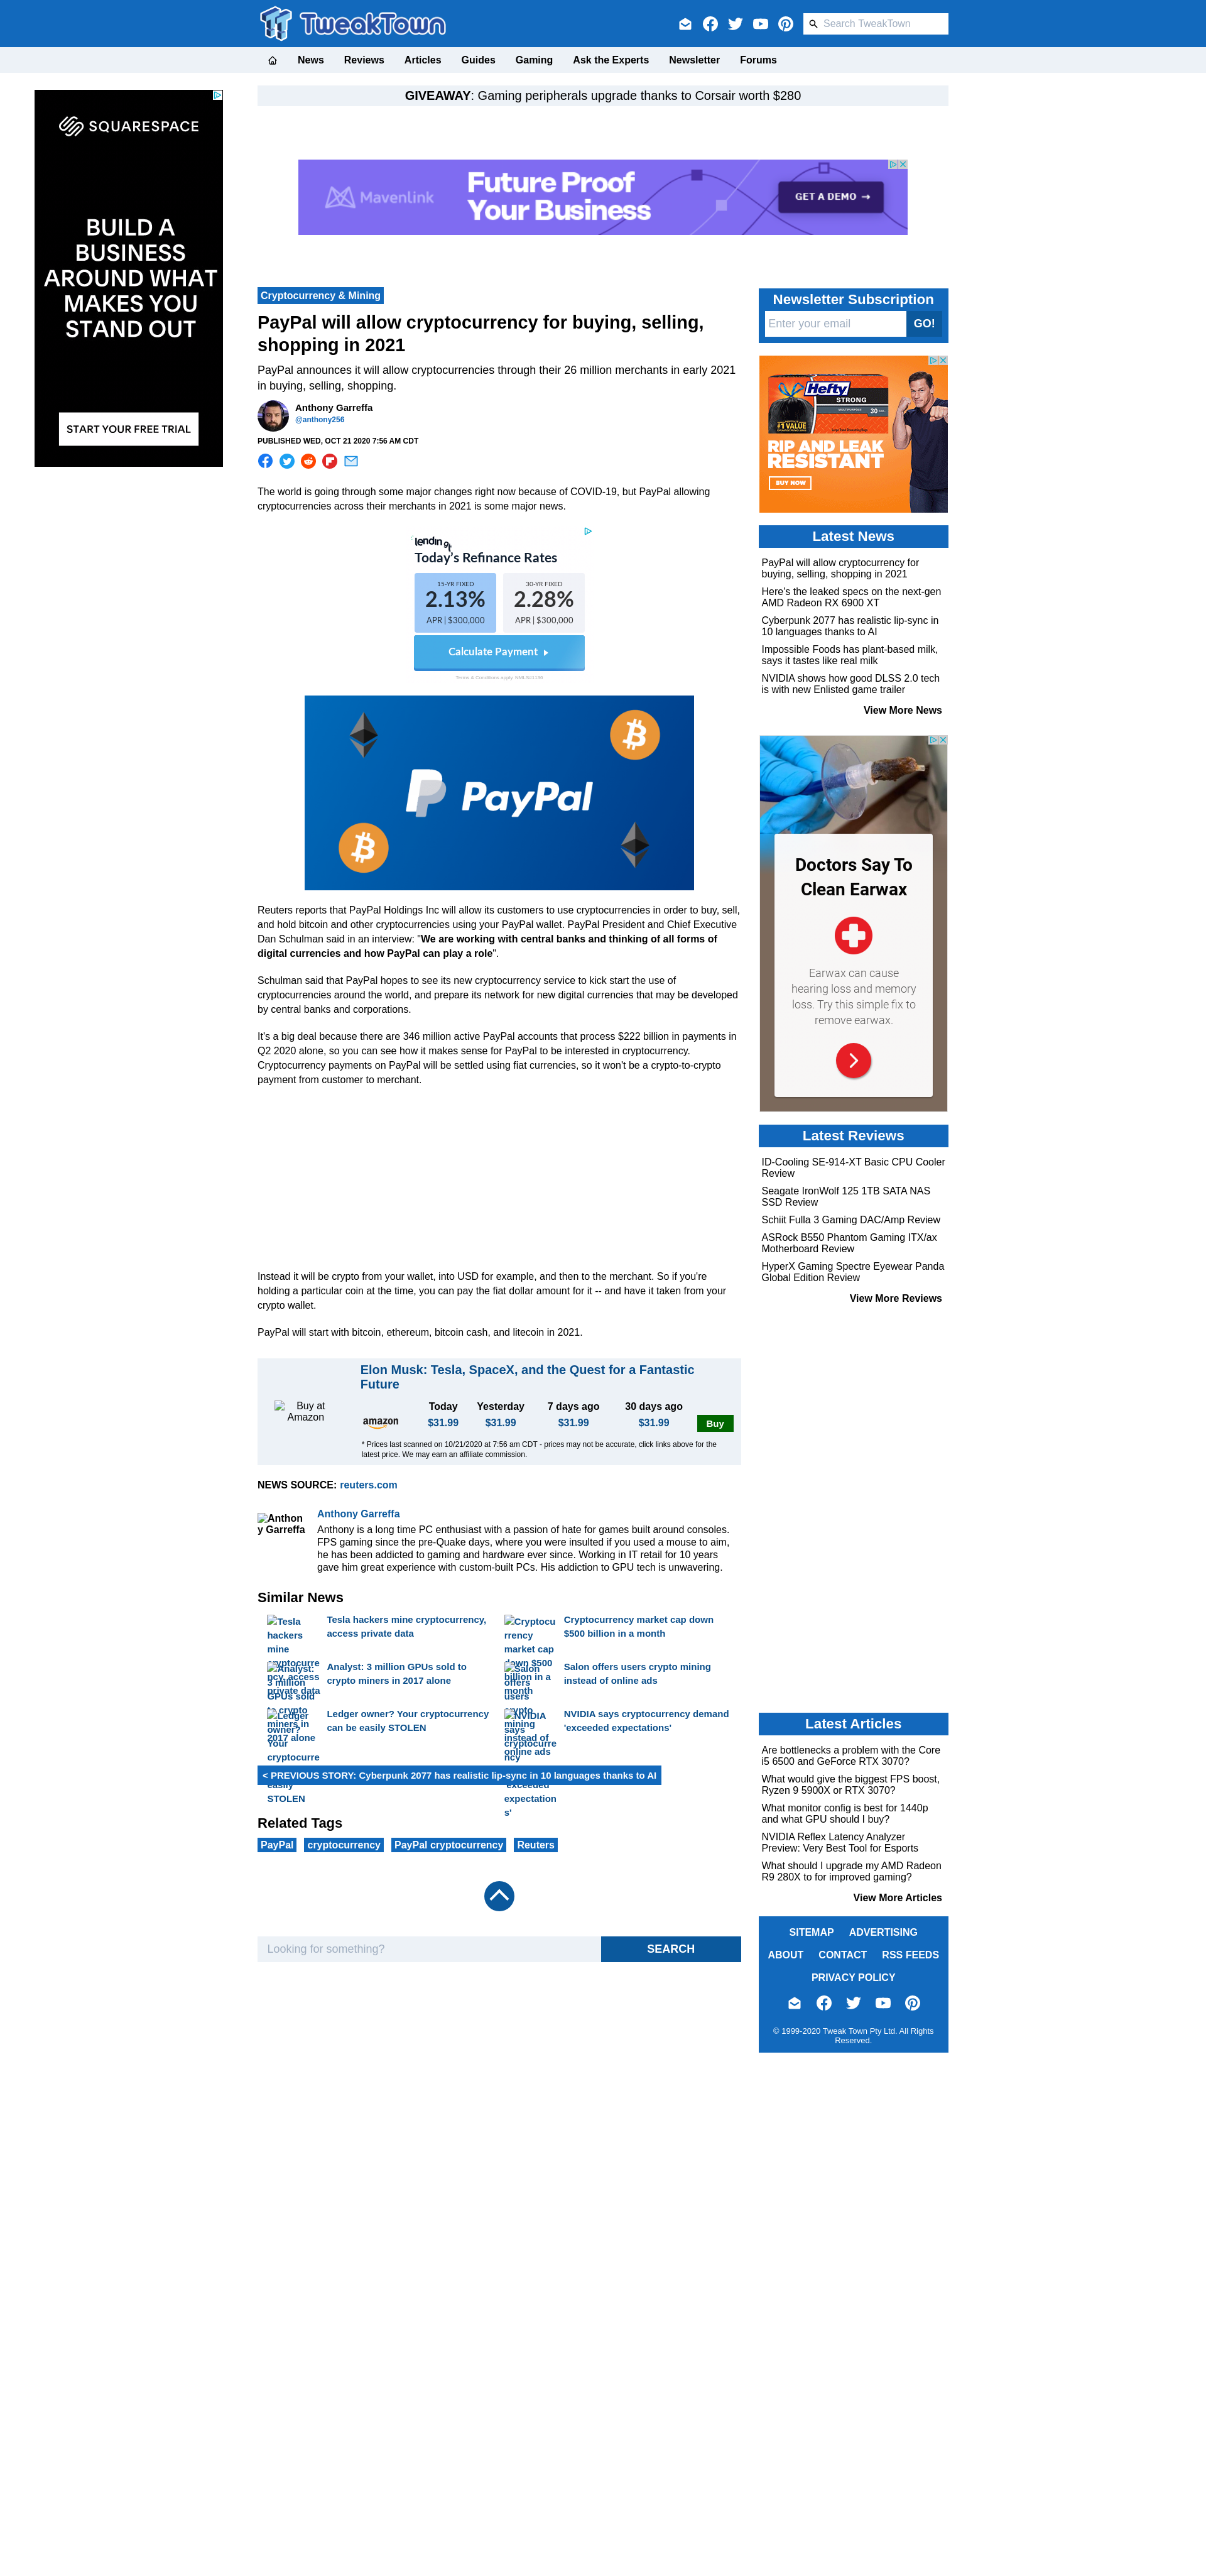 TweakTown
Search TweakTown
News
Reviews
Articles
Guides
Gaming
Ask the Experts
Newsletter
Forums
SQUARESPACE
BUILD A
BUSINESS
AROUND WHAT
MAKES YOU
STAND OUT
START YOUR FREE TRIAL
GIVEAWAY: Gaming peripherals upgrade thanks to Corsair worth $280
Mavenlink
Future Proof
Your Business
GET A DEMO →
Cryptocurrency & Mining
PayPal will allow cryptocurrency for buying, selling,
shopping in 2021
PayPal announces it will allow cryptocurrencies through their 26 million merchants in early 2021
in buying, selling, shopping.
Anthony Garreffa
@anthony256
PUBLISHED WED, OCT 21 2020 7:56 AM CDT
The world is going through some major changes right now because of COVID-19, but PayPal allowing
cryptocurrencies across their merchants in 2021 is some major news.
Today's Refinance Rates
15-YR FIXED
2.13%
APR | $300,000
30-YR FIXED
2.28%
APR | $300,000
Calculate Payment
PayPal
Reuters reports that PayPal Holdings Inc will allow its customers to use cryptocurrencies in order to buy, sell,
and hold bitcoin and other cryptocurrencies using your PayPal wallet. PayPal President and Chief Executive
Dan Schulman said in an interview: "We are working with central banks and thinking of all forms of
digital currencies and how PayPal can play a role".
Schulman said that PayPal hopes to see its new cryptocurrency service to kick start the use of
cryptocurrencies around the world, and prepare its network for new digital currencies that may be developed
by central banks and corporations.
It's a big deal because there are 346 million active PayPal accounts that process $222 billion in payments in
Q2 2020 alone, so you can see how it makes sense for PayPal to be interested in cryptocurrency.
Cryptocurrency payments on PayPal will be settled using fiat currencies, so it won't be a crypto-to-crypto
payment from customer to merchant.
Instead it will be crypto from your wallet, into USD for example, and then to the merchant. So if you're
holding a particular coin at the time, you can pay the fiat dollar amount for it -- and have it taken from your
crypto wallet.
PayPal will start with bitcoin, ethereum, bitcoin cash, and litecoin in 2021.
Buy at
Amazon
Elon Musk: Tesla, SpaceX, and the Quest for a Fantastic
Future
Today Yesterday 7 days ago 30 days ago
amazon $31.99 $31.99 $31.99 $31.99 Buy
* Prices last scanned on 10/21/2020 at 7:56 am CDT - prices may not be accurate, click links above for the
latest price. We may earn an affiliate commission.
NEWS SOURCE: reuters.com
Anthon
y Garreffa
Anthony Garreffa
Anthony is a long time PC enthusiast with a passion of hate for games built around consoles.
FPS gaming since the pre-Quake days, where you were insulted if you used a mouse to aim,
he has been addicted to gaming and hardware ever since. Working in IT retail for 10 years
gave him great experience with custom-built PCs. His addiction to GPU tech is unwavering.
Similar News
Tesla hackers mine cryptocurrency,
access private data
Cryptocurrency market cap down
$500 billion in a month
Analyst: 3 million GPUs sold to
crypto miners in 2017 alone
Salon offers users crypto mining
instead of online ads
Ledger owner? Your cryptocurrency
can be easily STOLEN
NVIDIA says cryptocurrency demand
'exceeded expectations'
< PREVIOUS STORY: Cyberpunk 2077 has realistic lip-sync in 10 languages thanks to AI
Related Tags
PayPal
cryptocurrency
PayPal cryptocurrency
Reuters
Looking for something?
SEARCH
Newsletter Subscription
Enter your email
GO!
Hefty
STRONG
#1 VALUE
RIP AND LEAK
RESISTANT
BUY NOW
Latest News
PayPal will allow cryptocurrency for
buying, selling, shopping in 2021
Here's the leaked specs on the next-gen
AMD Radeon RX 6900 XT
Cyberpunk 2077 has realistic lip-sync in
10 languages thanks to AI
Impossible Foods has plant-based milk,
says it tastes like real milk
NVIDIA shows how good DLSS 2.0 tech
is with new Enlisted game trailer
View More News
Doctors Say To
Clean Earwax
Earwax can cause
hearing loss and memory
loss. Try this simple fix to
remove earwax.
Latest Reviews
ID-Cooling SE-914-XT Basic CPU Cooler
Review
Seagate IronWolf 125 1TB SATA NAS
SSD Review
Schiit Fulla 3 Gaming DAC/Amp Review
ASRock B550 Phantom Gaming ITX/ax
Motherboard Review
HyperX Gaming Spectre Eyewear Panda
Global Edition Review
View More Reviews
Latest Articles
Are bottlenecks a problem with the Core
i5 6500 and GeForce RTX 3070?
What would give the biggest FPS boost,
Ryzen 9 5900X or RTX 3070?
What monitor config is best for 1440p
and what GPU should I buy?
NVIDIA Reflex Latency Analyzer
Preview: Very Best Tool for Esports
What should I upgrade my AMD Radeon
R9 280X to for improved gaming?
View More Articles
SITEMAP
ADVERTISING
ABOUT
CONTACT
RSS FEEDS
PRIVACY POLICY
© 1999-2020 Tweak Town Pty Ltd. All Rights
Reserved.